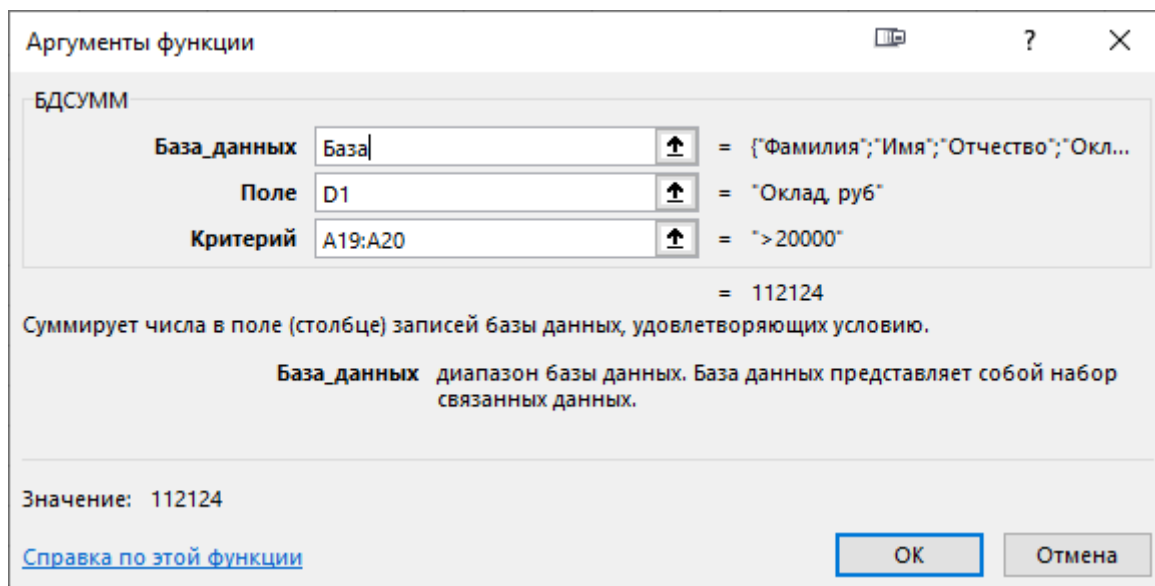 Аргументы функции ?
БДСУММ
База_данных База = {"Фамилия";"Имя";"Отчество";"Окл...
Поле D1 = "Оклад, руб"
Критерий A19:A20 = ">20000"
= 112124
Суммирует числа в поле (столбце) записей базы данных, удовлетворяющих условию.
База_данных диапазон базы данных. База данных представляет собой набор
связанных данных.
Значение: 112124
Справка по этой функции ОК Отмена